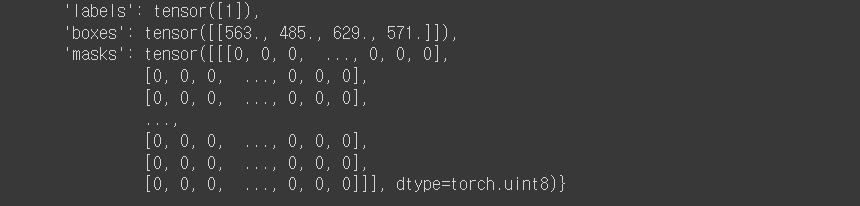 'labels': tensor([1]),
'boxes': tensor([[563., 485., 629., 571.]]),
'masks': tensor([[[0, 0, 0,  ..., 0, 0, 0],
[0, 0, 0,  ..., 0, 0, 0],
[0, 0, 0,  ..., 0, 0, 0],
...,
[0, 0, 0,  ..., 0, 0, 0],
[0, 0, 0,  ..., 0, 0, 0],
[0, 0, 0,  ..., 0, 0, 0]]], dtype=torch.uint8)}